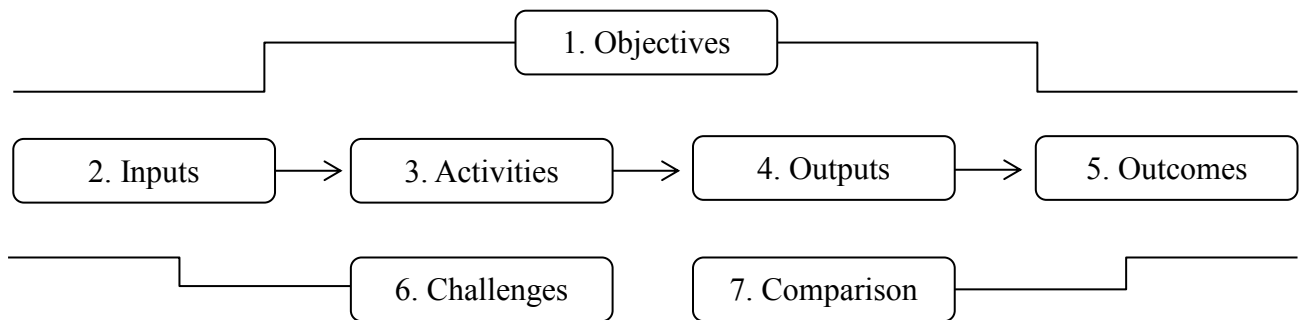 1. Objectives
2. Inputs
3. Activities
4. Outputs
5. Outcomes
6. Challenges
7. Comparison